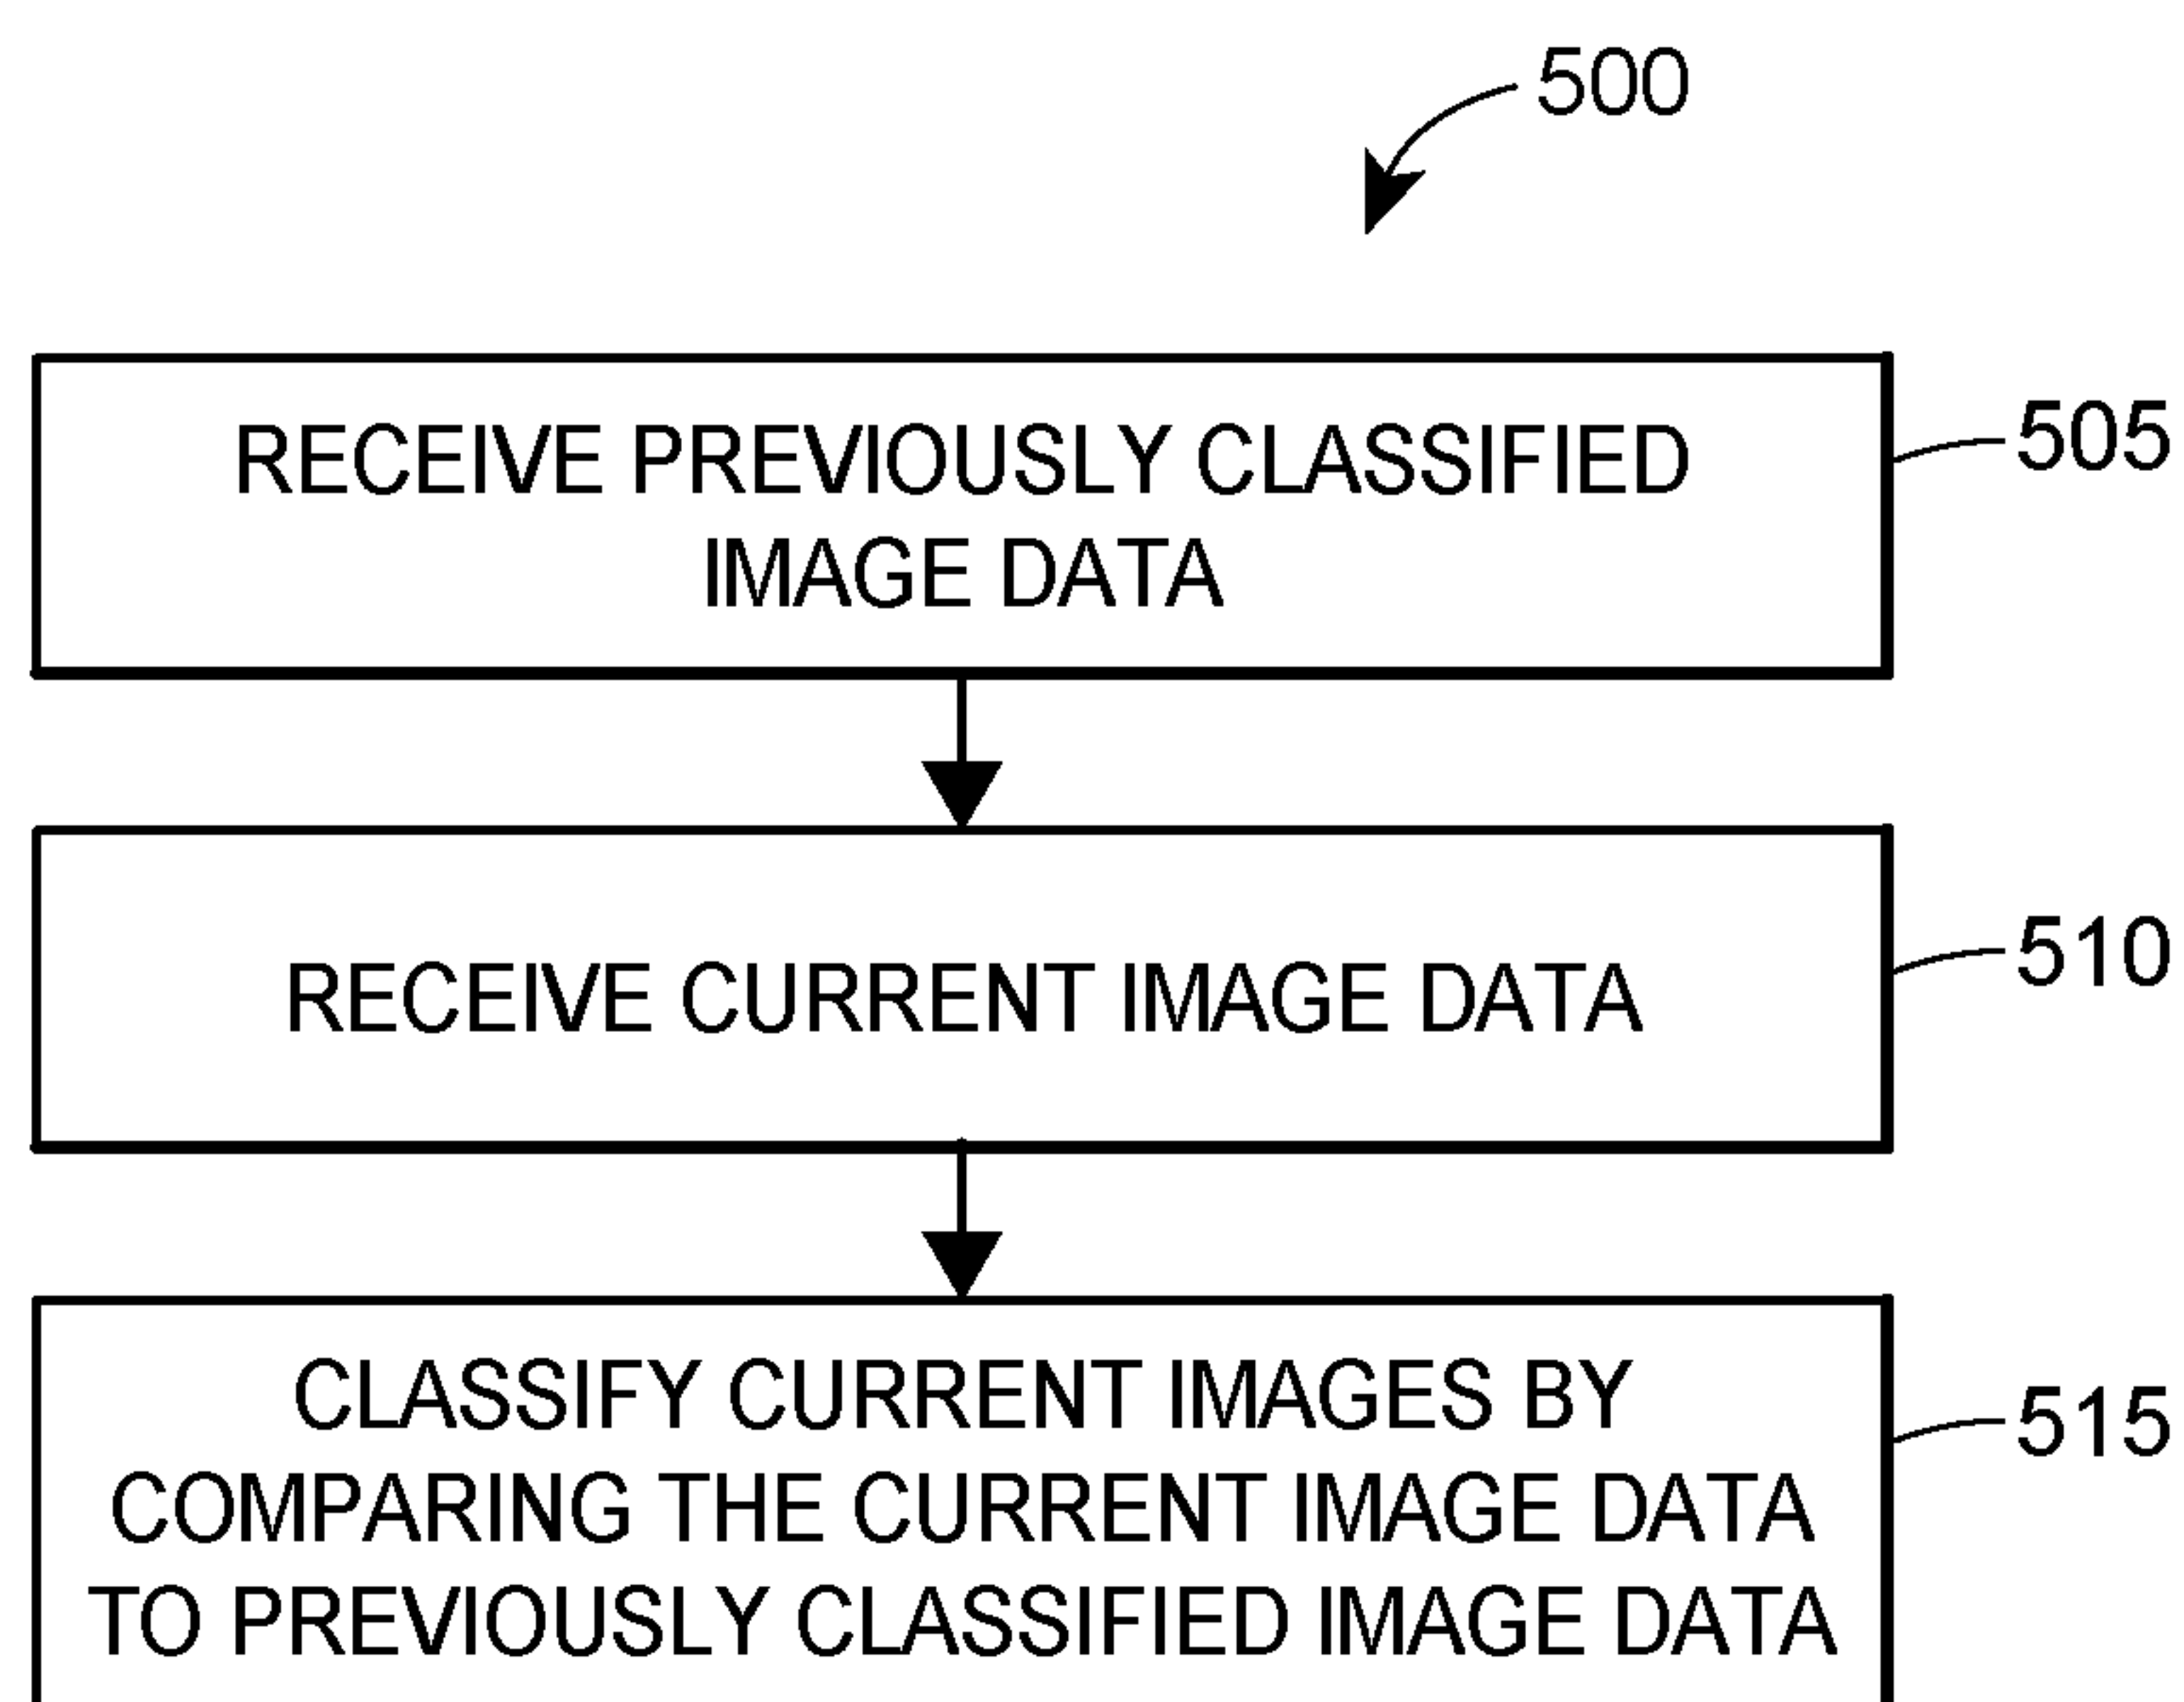 500
RECEIVE PREVIOUSLY CLASSIFIED
IMAGE DATA
505
RECEIVE CURRENT IMAGE DATA
510
CLASSIFY CURRENT IMAGES BY
COMPARING THE CURRENT IMAGE DATA
TO PREVIOUSLY CLASSIFIED IMAGE DATA
515